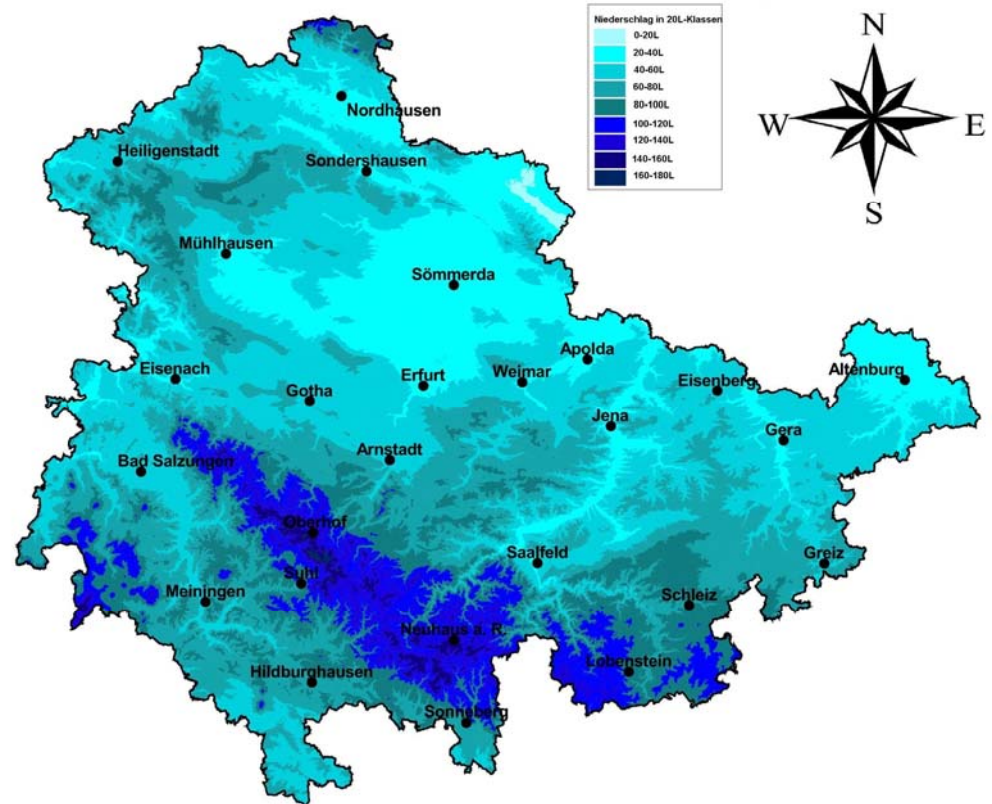 Niederschlag in 20L-Klassen
0-20L
20-40L
40-60L
60-80L
80-100L
100-120L
120-140L
140-160L
160-180L
N
W
E
S
Nordhausen
Heiligenstadt
Sondershausen
Mühlhausen
Sömmerda
Apolda
Eisenach
Gotha
Erfurt
Weimar
Eisenberg
Altenburg
Jena
Gera
Arnstadt
Bad Salzungen
Oberhof
Saalfeld
Greiz
Suhl
Meiningen
Schleiz
Neuhaus a. R.
Lobenstein
Hildburghausen
Sonneberg